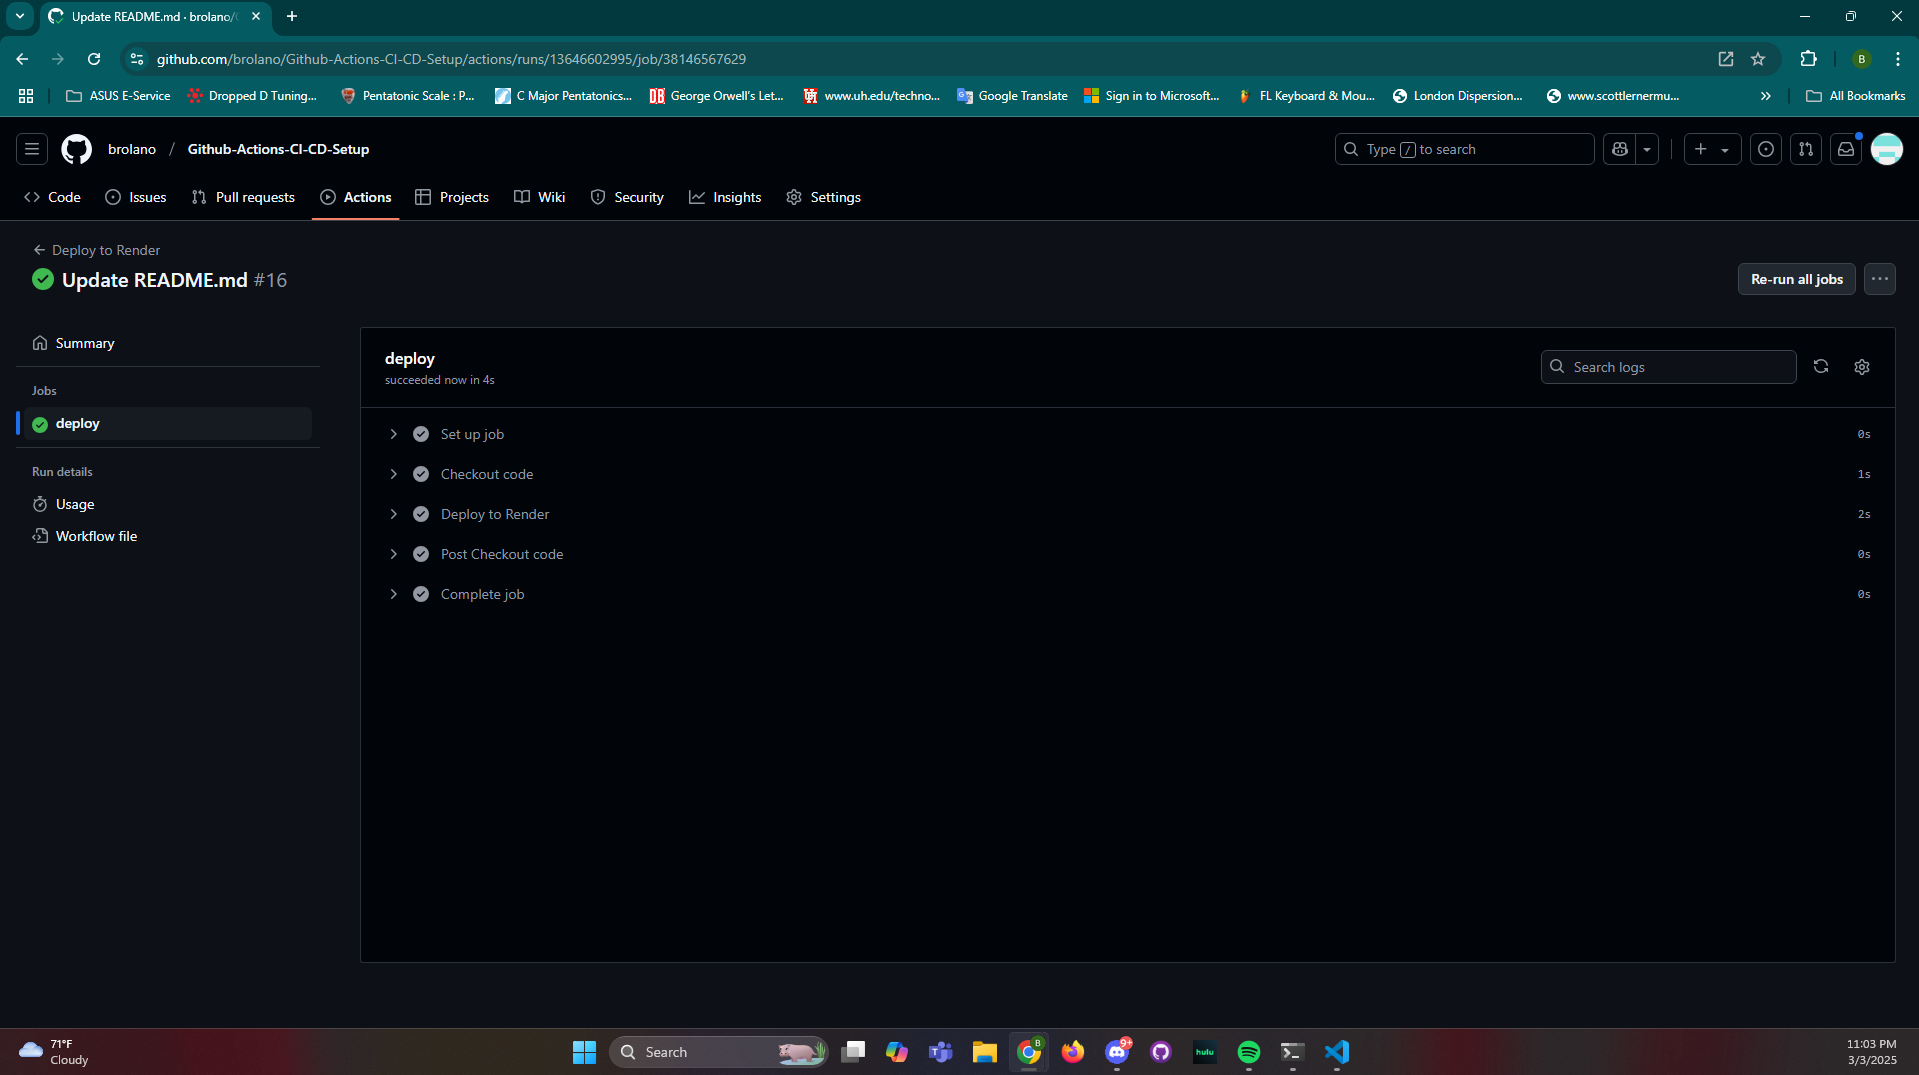 Update README.md · brolano/G
github.com/brolano/Github-Actions-CI-CD-Setup/actions/runs/13646602995/job/38146567629
B
ASUS E-Service
Dropped D Tuning...
Pentatonic Scale : P...
C Major Pentatonics...
George Orwell's Let...
www.uh.edu/techno...
Google Translate
Sign in to Microsoft...
FL Keyboard & Mou...
London Dispersion...
www.scottlernermu...
All Bookmarks
brolano / Github-Actions-CI-CD-Setup
Type / to search
Code
Issues
Pull requests
Actions
Projects
Wiki
Security
Insights
Settings
Deploy to Render
Update README.md #16
Re-run all jobs
Summary
Jobs
deploy
Run details
Usage
Workflow file
deploy
succeeded now in 4s
Search logs
Set up job 0s
Checkout code 1s
Deploy to Render 2s
Post Checkout code 0s
Complete job 0s
71°F
Cloudy
Search
B
9+
hulu
11:03 PM
3/3/2025